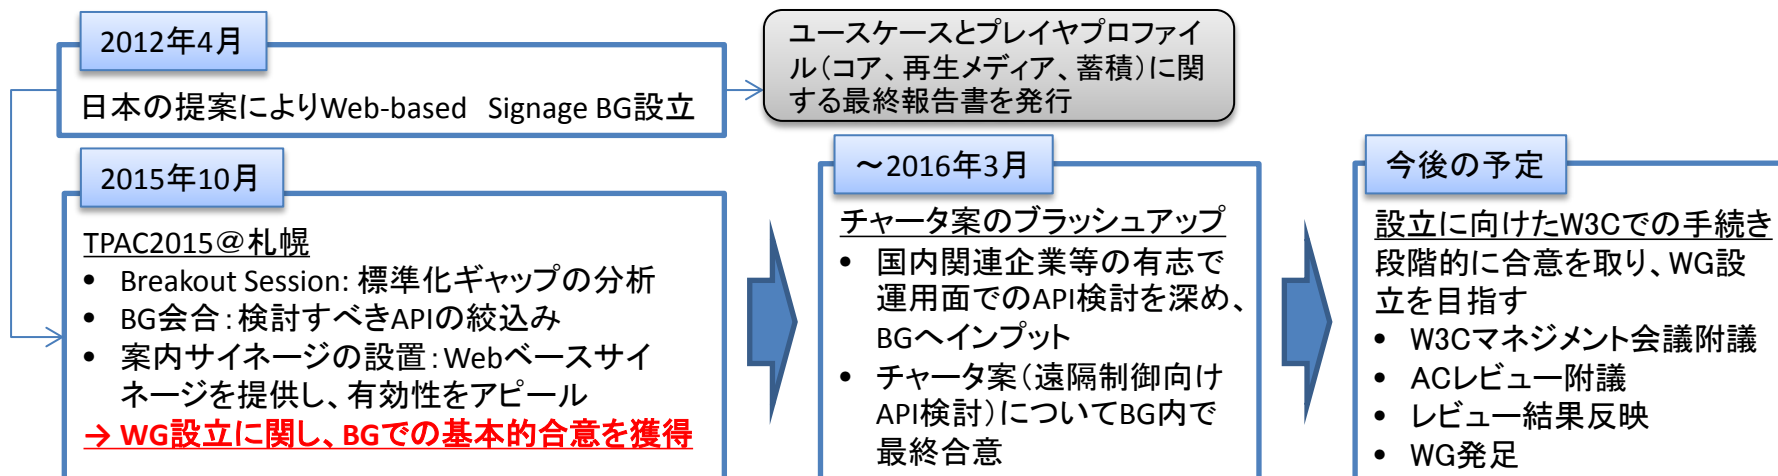 2012年4月
日本の提案によりWeb-based Signage BG設立
ユースケースとプレイヤプロファイ
ル（コア、再生メディア、蓄積）に関
する最終報告書を発行
2015年10月
TPAC2015＠札幌
• Breakout Session: 標準化ギャップの分析
• BG会合：検討すべきAPIの絞込み
• 案内サイネージの設置：Webベースサイ
ネージを提供し、有効性をアピール
→ WG設立に関し、BGでの基本的合意を獲得
～2016年3月
チャータ案のブラッシュアップ
• 国内関連企業等の有志で
運用面でのAPI検討を深め、
BGへインプット
• チャータ案（遠隔制御向け
API検討）についてBG内で
最終合意
今後の予定
設立に向けたW3Cでの手続き
段階的に合意を取り、WG設
立を目指す
• W3Cマネジメント会議附議
• ACレビュー附議
• レビュー結果反映
• WG発足